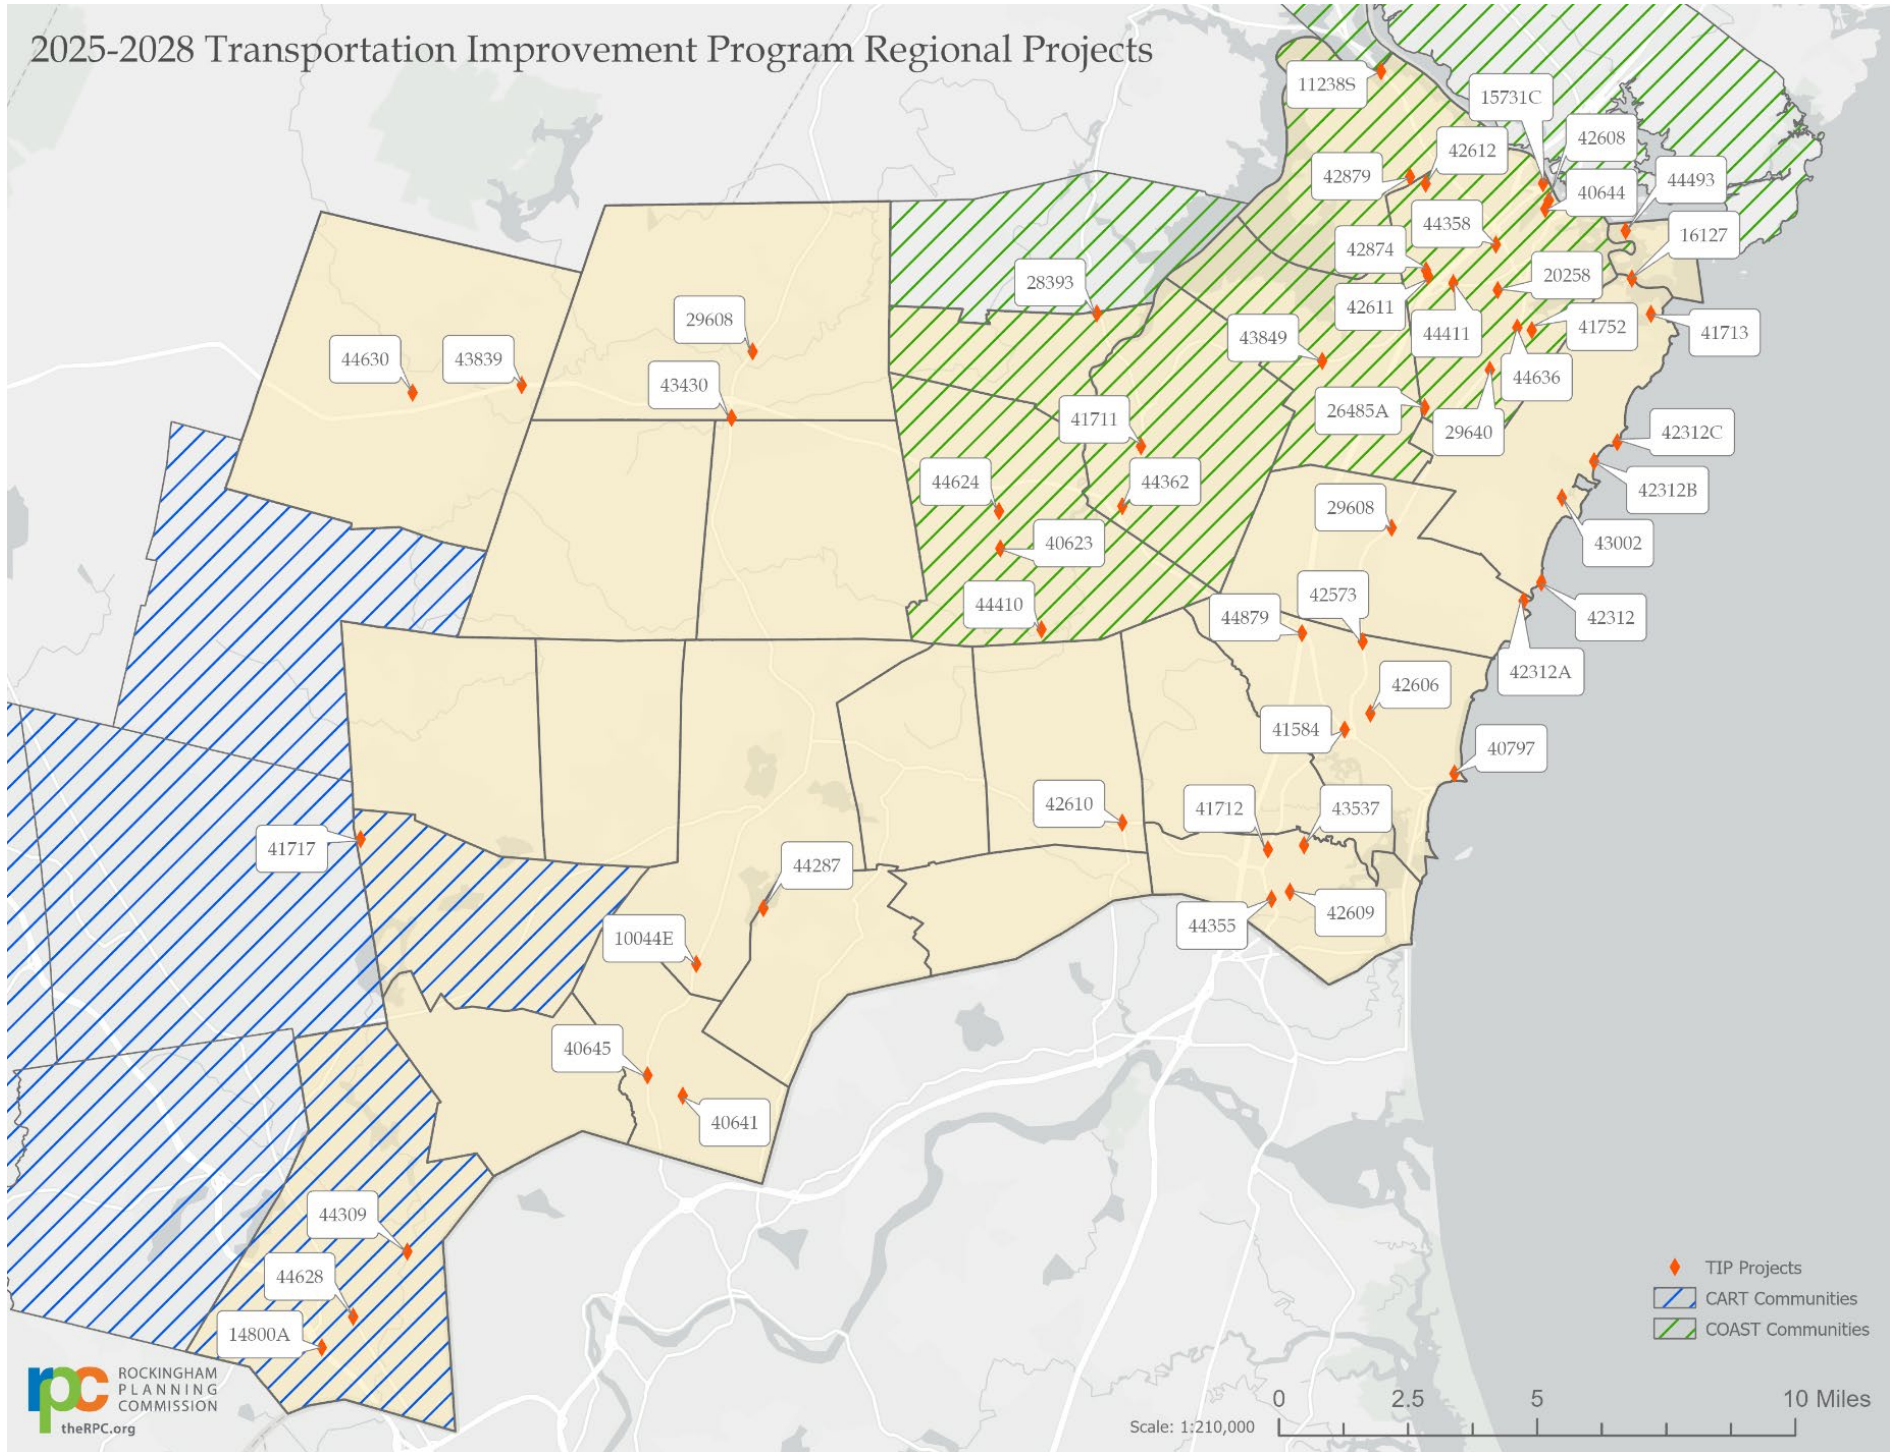 2025-2028 Transportation Improvement Program Regional Projects
11238S
15731C
42608
42612
42879
44493
40644
44358
16127
42874
20258
28393
42611
29608
41752
43849
44411
41713
44630
43839
44636
43430
26485A
41711
29640
42312C
44624
44362
42312B
29608
40623
43002
42573
44410
44879
42312
42312A
42606
41584
40797
42610
41712
43537
41717
44287
42609
44355
10044E
40645
40641
44309
44628
14800A
TIP Projects
CART Communities
COAST Communities
rpc
ROCKINGHAM
PLANNING
COMMISSION
theRPC.org
0 2.5 5 10 Miles
Scale: 1:210,000